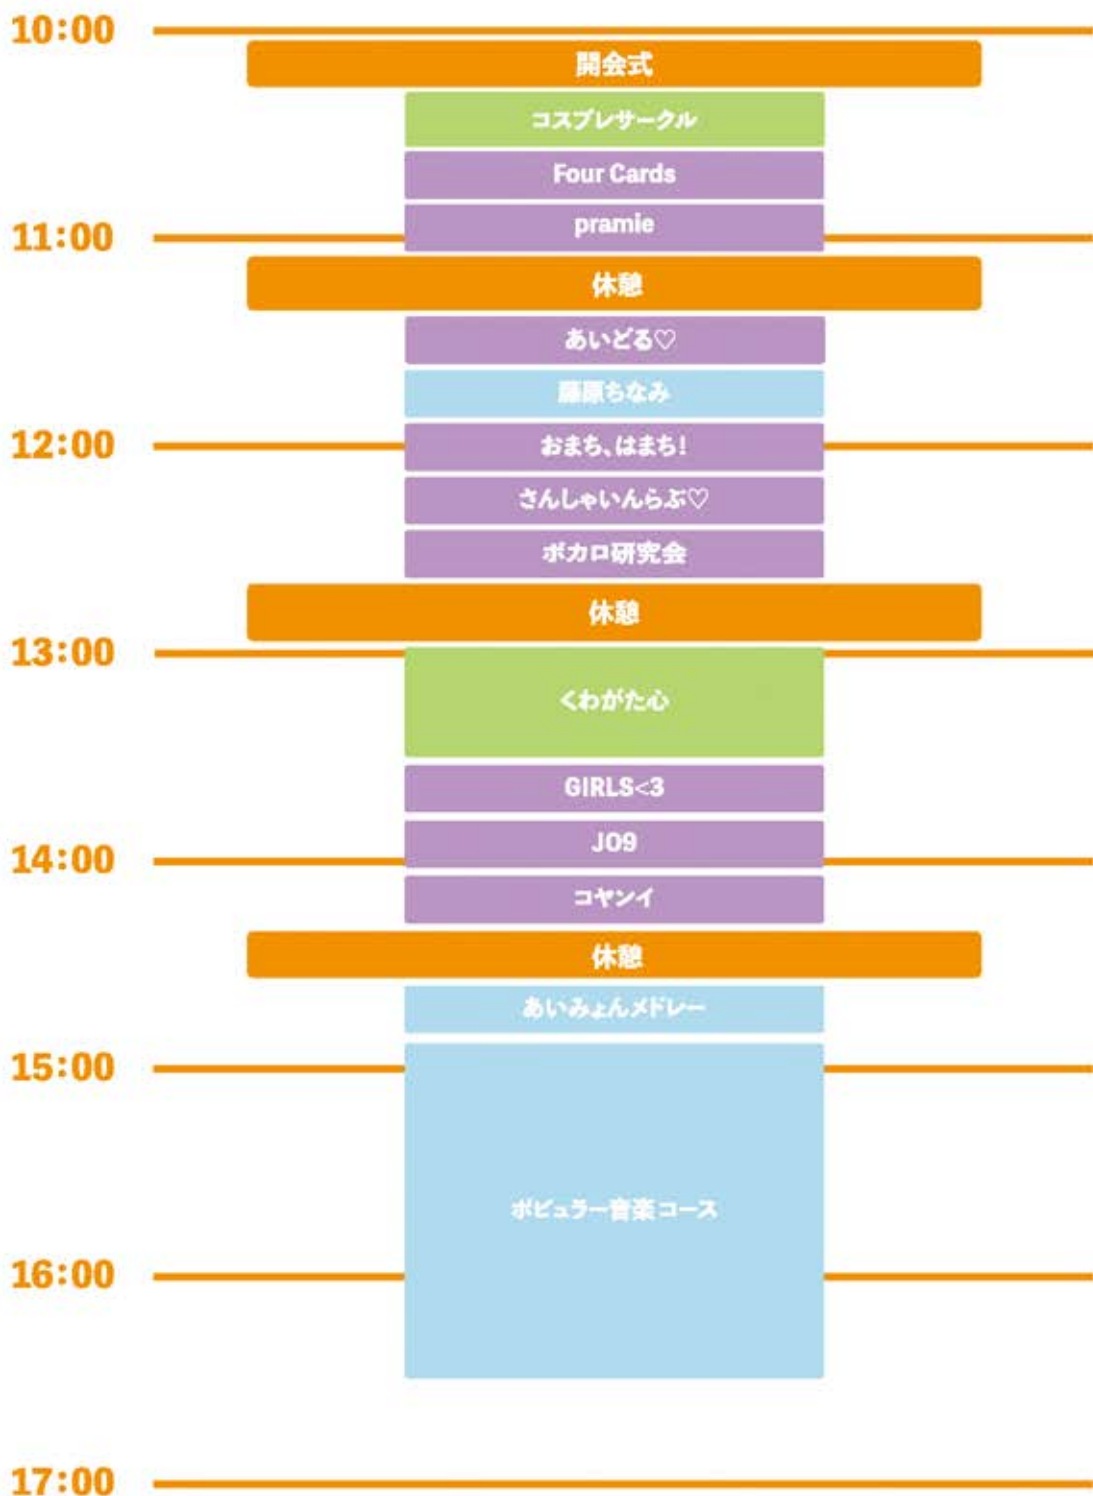 10:00
開会式
コスプレサークル
Four Cards
pramie
11:00
休憩
あいどる♡
藤原ちなみ
12:00
おまち、はまち!
さんしゃいんらぶ♡
ボカロ研究会
休憩
13:00
くわがた心
GIRLS<3
JO9
14:00
コヤンイ
休憩
あいみょんメドレー
15:00
ポピュラー音楽コース
16:00
17:00